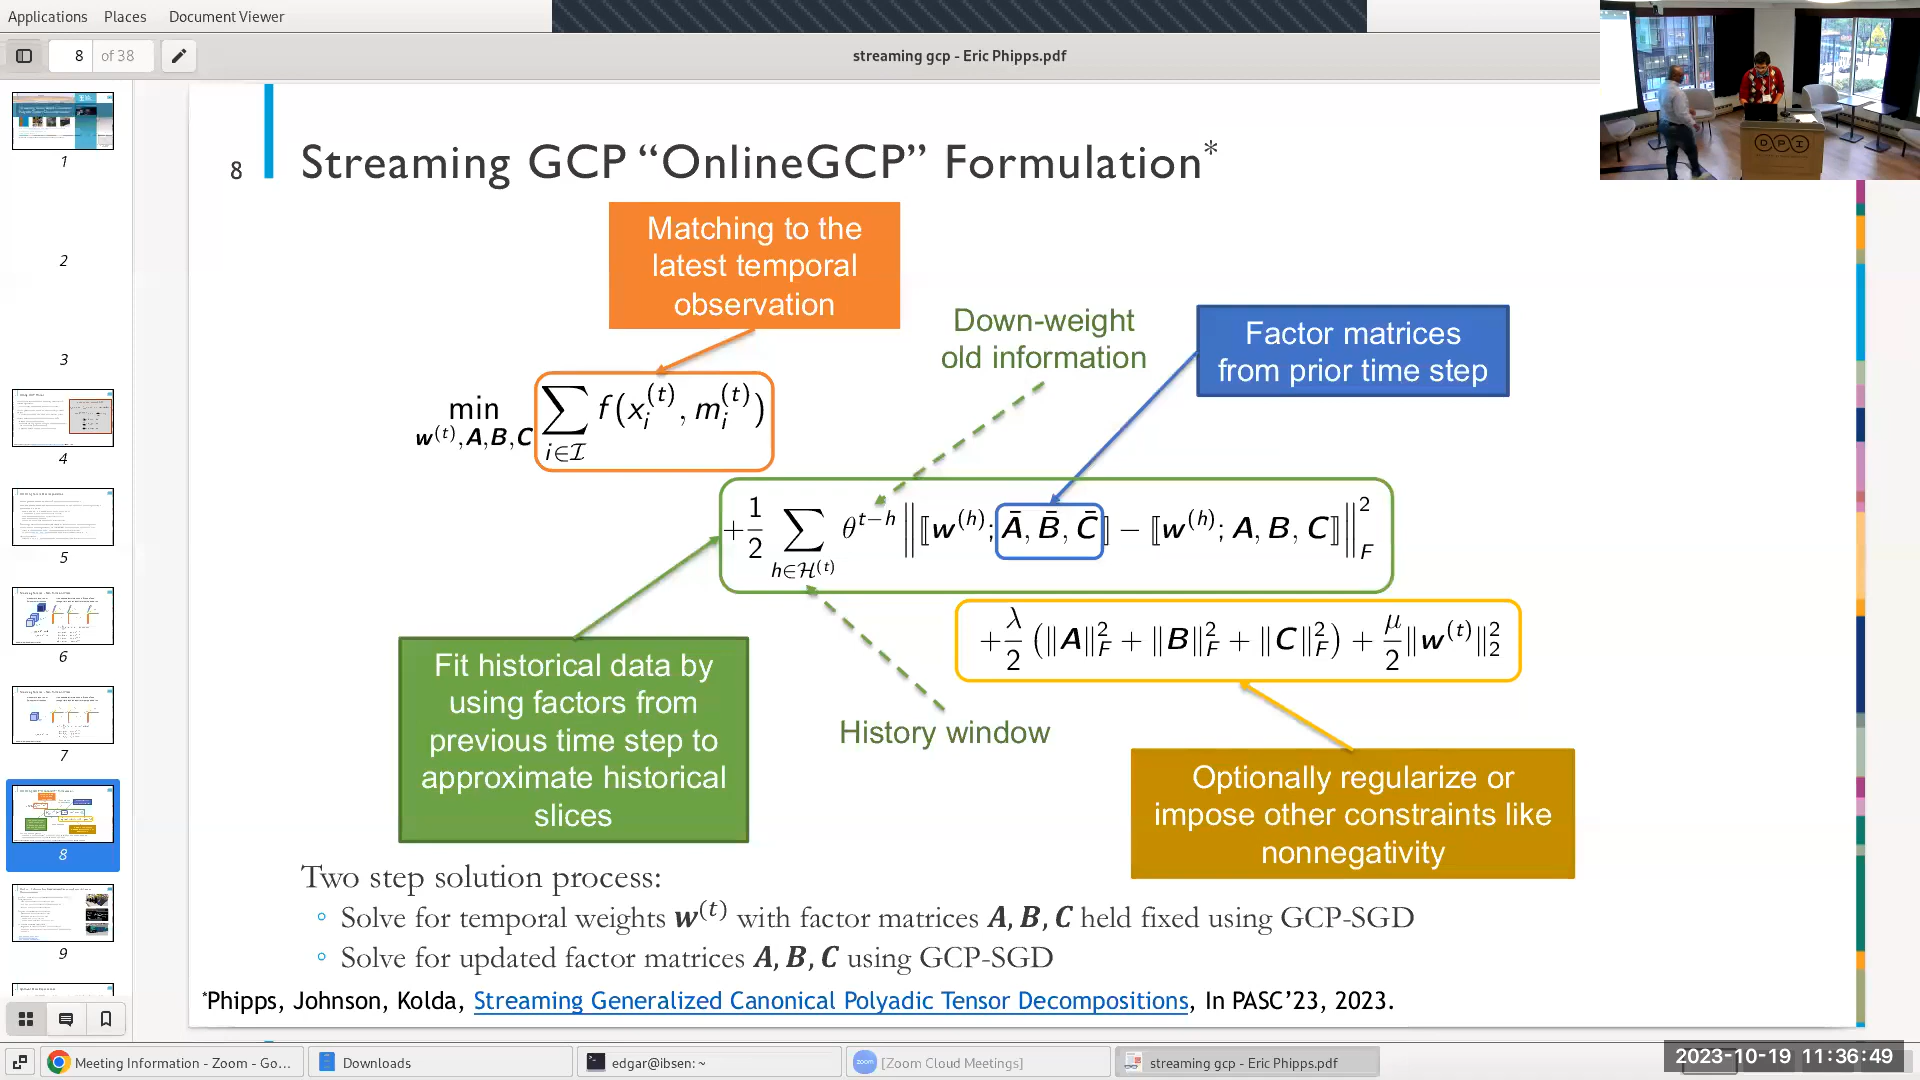 Applications Places Document Viewer
8 of 38
streaming gcp - Eric Phipps.pdf
1
2
3
4
5
6
7
8
9
8
Streaming GCP “OnlineGCP” Formulation*
Matching to the
latest temporal
observation
Down-weight
old information
Factor matrices
from prior time step
min_{w^{(t)},A,B,C} ∑_{i∈ℐ} f(x_i^{(t)}, m_i^{(t)})
+ 1/2 ∑_{h∈ℋ^{(t)}} θ^{t−h} ‖⟦w^{(h)}; Ā, B̄, C̄⟧ − ⟦w^{(h)}; A, B, C⟧‖_F^2
+ λ/2 (‖A‖_F^2 + ‖B‖_F^2 + ‖C‖_F^2) + μ/2 ‖w^{(t)}‖_2^2
Fit historical data by
using factors from
previous time step to
approximate historical
slices
History window
Optionally regularize or
impose other constraints like
nonnegativity
Two step solution process:
◦ Solve for temporal weights w^{(t)} with factor matrices A, B, C held fixed using GCP-SGD
◦ Solve for updated factor matrices A, B, C using GCP-SGD
*Phipps, Johnson, Kolda, Streaming Generalized Canonical Polyadic Tensor Decompositions, In PASC’23, 2023.
DPI
Meeting Information - Zoom - Go...
Downloads
edgar@ibsen: ~
zoom [Zoom Cloud Meetings]
streaming gcp - Eric Phipps.pdf
2023-10-19 11:36:49